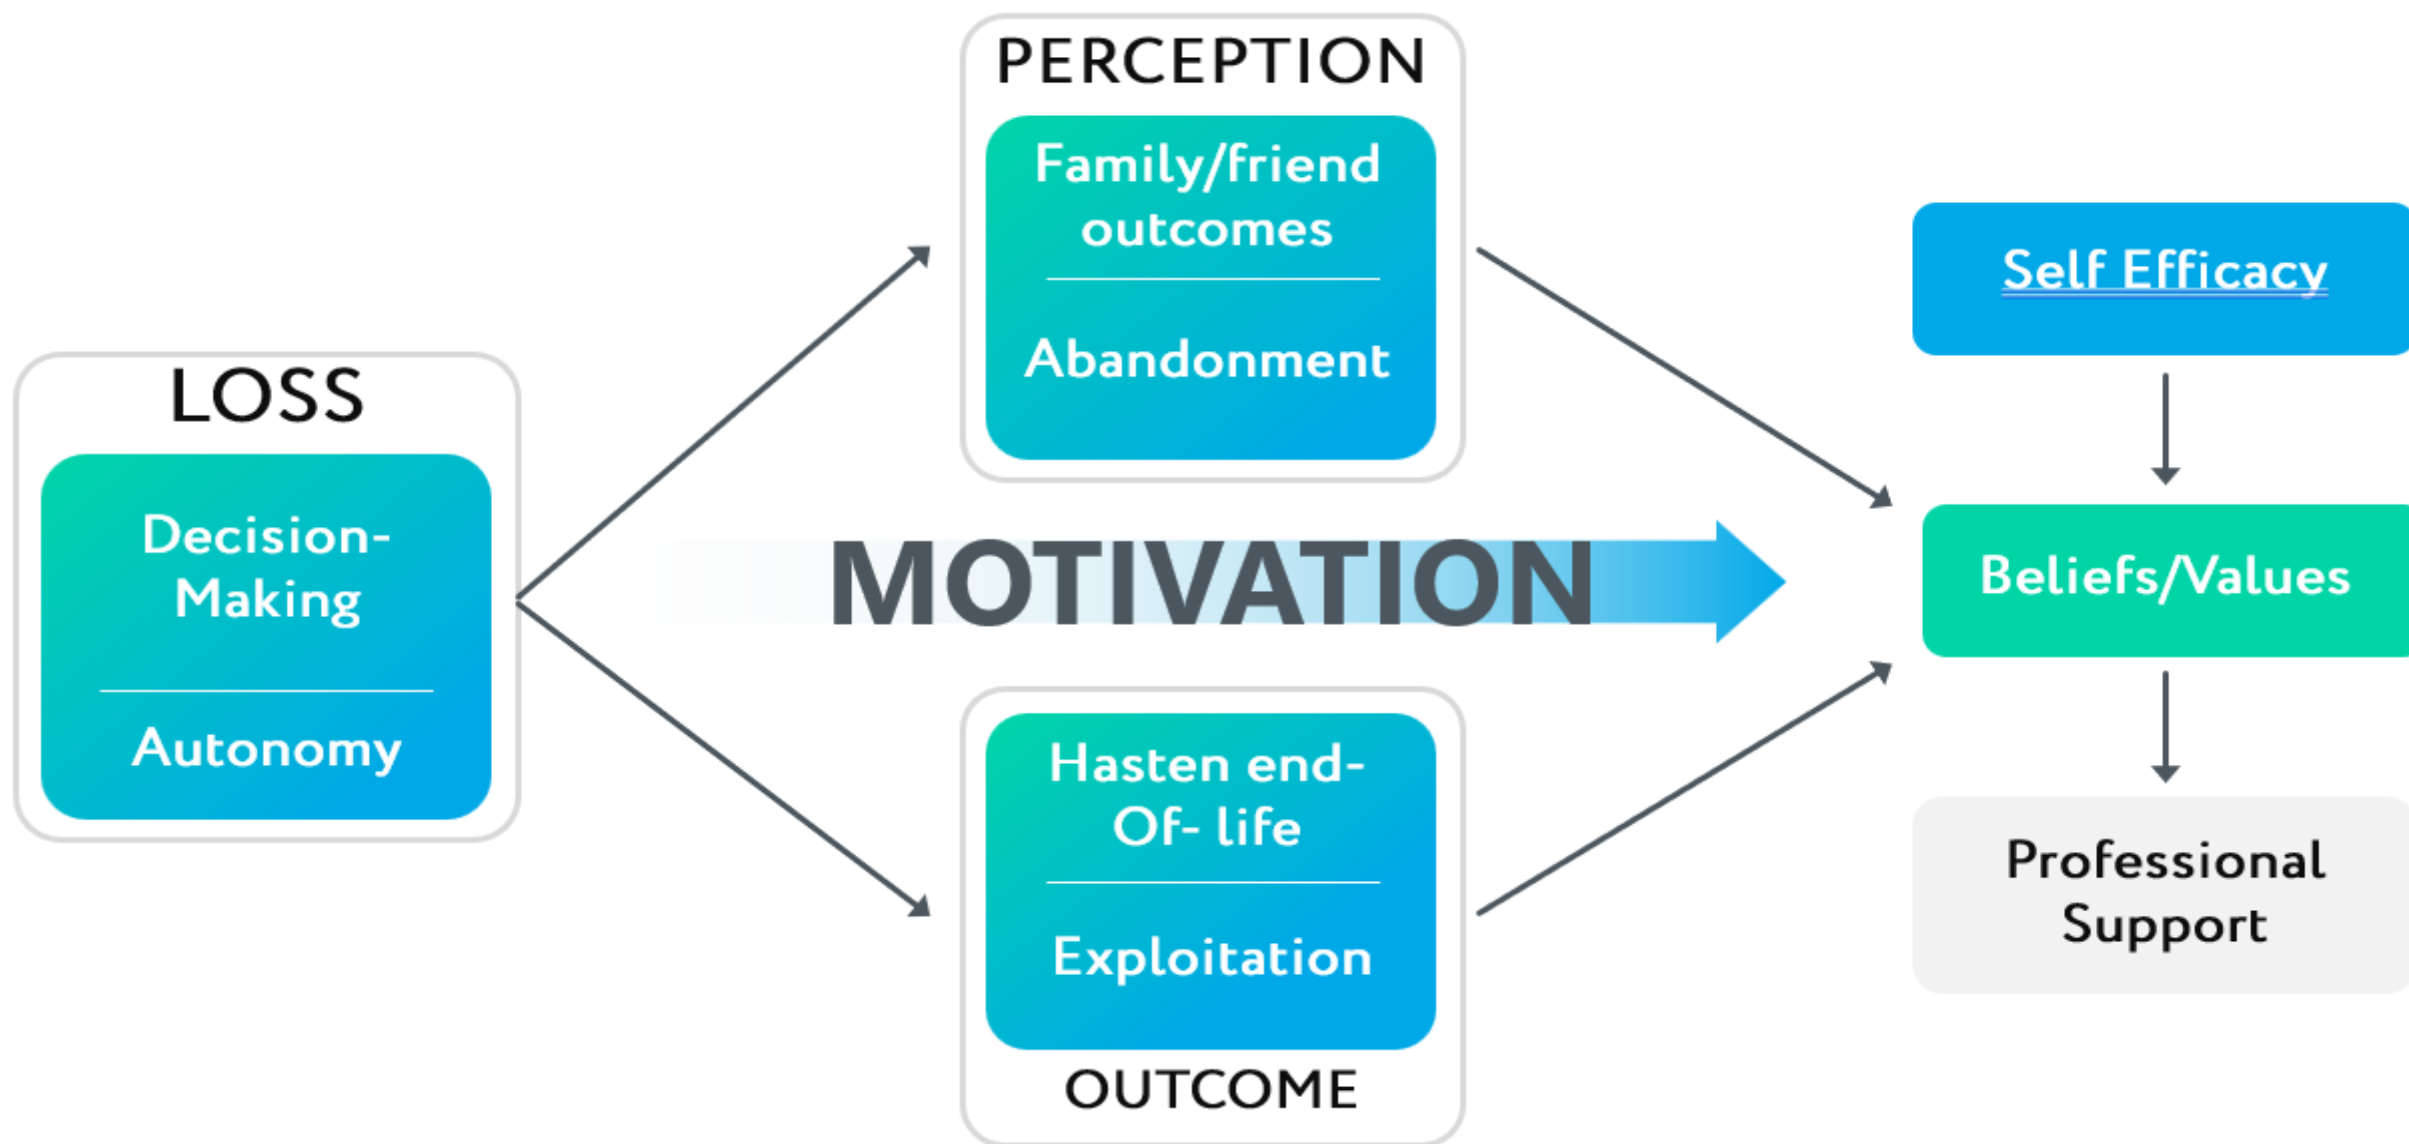 LOSS
Decision-
Making
Autonomy
PERCEPTION
Family/friend
outcomes
Abandonment
MOTIVATION
Hasten end-
Of- life
Exploitation
OUTCOME
Self Efficacy
Beliefs/Values
Professional
Support